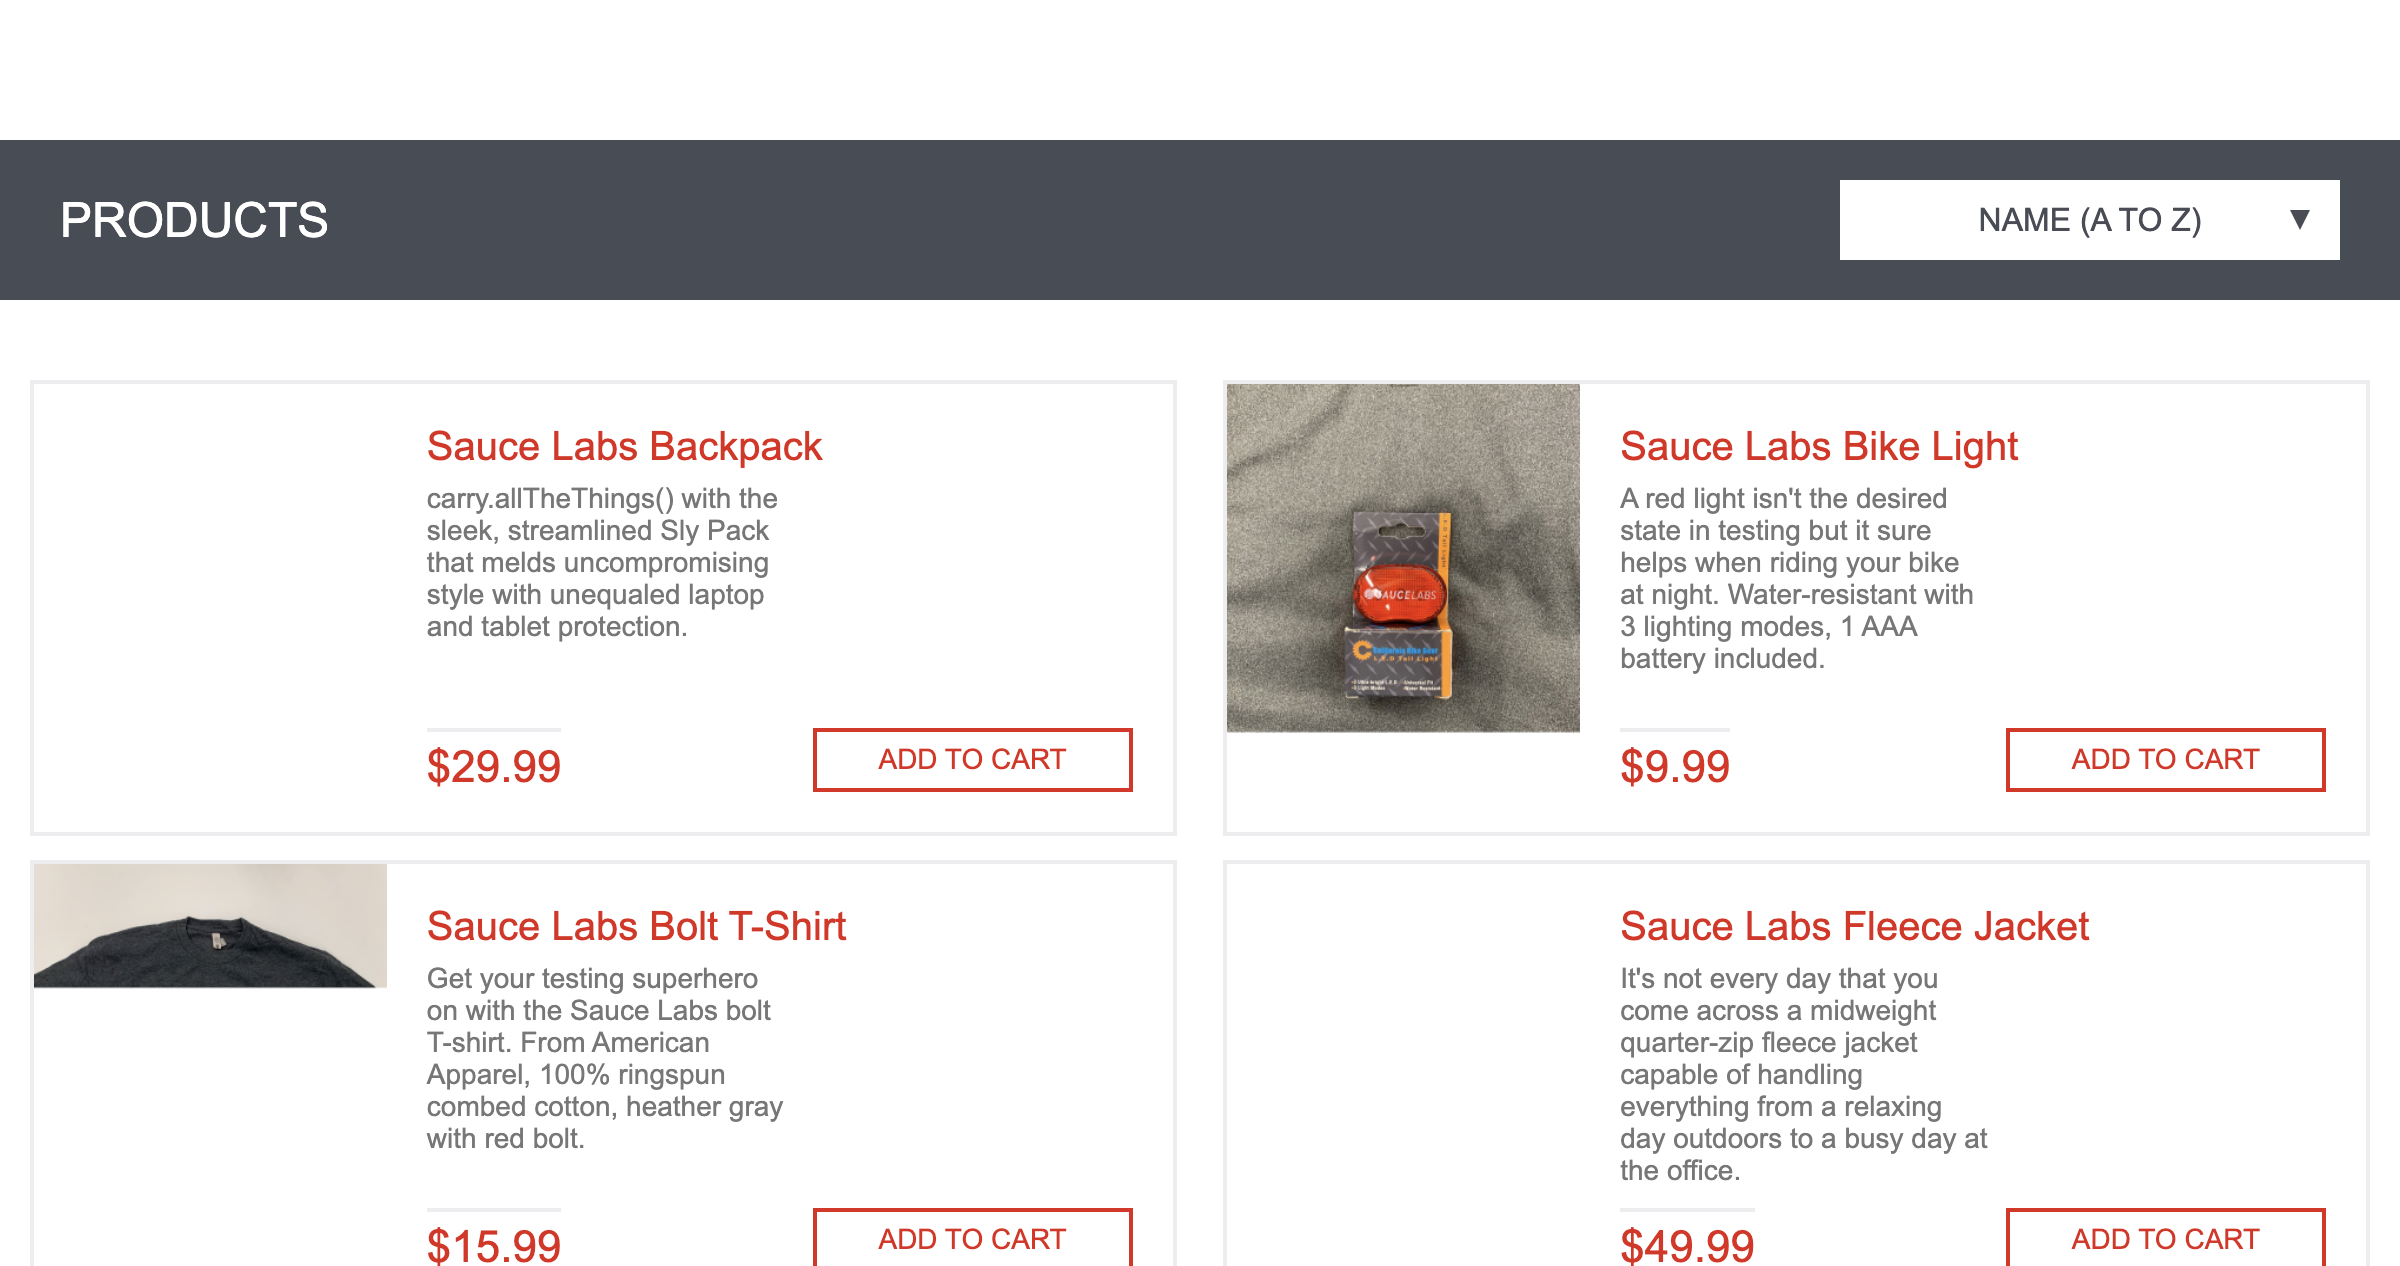 PRODUCTS
NAME (A TO Z)
Sauce Labs Backpack
carry.allTheThings() with the
sleek, streamlined Sly Pack
that melds uncompromising
style with unequaled laptop
and tablet protection.
$29.99
ADD TO CART
SAUCELABS
California Bike Gear
L.E.D Tail Light
Sauce Labs Bike Light
A red light isn't the desired
state in testing but it sure
helps when riding your bike
at night. Water-resistant with
3 lighting modes, 1 AAA
battery included.
$9.99
ADD TO CART
Sauce Labs Bolt T-Shirt
Get your testing superhero
on with the Sauce Labs bolt
T-shirt. From American
Apparel, 100% ringspun
combed cotton, heather gray
with red bolt.
$15.99
ADD TO CART
Sauce Labs Fleece Jacket
It's not every day that you
come across a midweight
quarter-zip fleece jacket
capable of handling
everything from a relaxing
day outdoors to a busy day at
the office.
$49.99
ADD TO CART